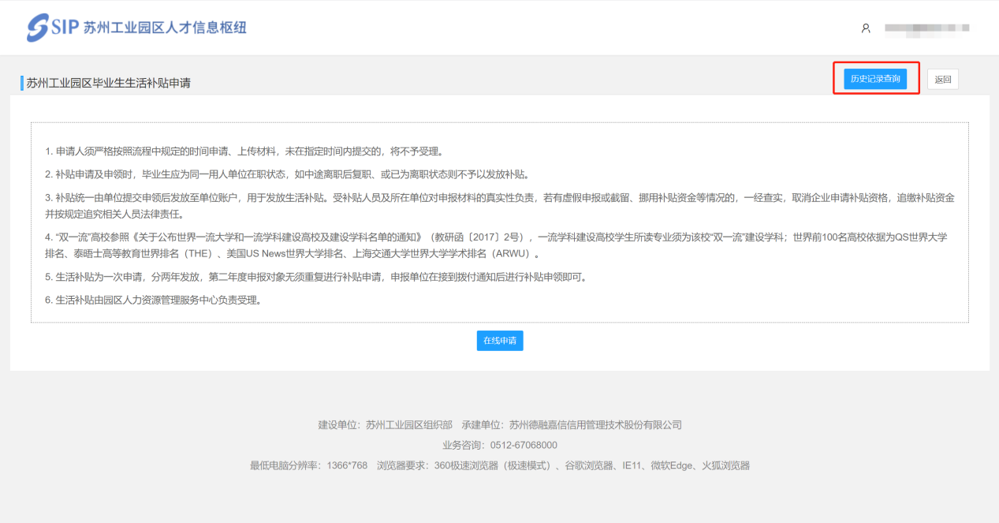 SIP 苏州工业园区人才信息枢纽
苏州工业园区毕业生生活补贴申请
历史记录查询
返回
1. 申请人须严格按照流程中规定的时间申请、上传材料，未在指定时间内提交的，将不予受理。
2. 补贴申请及申领时，毕业生应为同一用人单位在职状态，如中途离职后复职、或已为离职状态则不予以发放补贴。
3. 补贴统一由单位提交申领后发放至单位账户，用于发放生活补贴。受补贴人员及所在单位对申报材料的真实性负责，若有虚假申报或截留、挪用补贴资金等情况的，一经查实，取消企业申请补贴资格，追缴补贴资金
并按规定追究相关人员法律责任。
4. “双一流”高校参照《关于公布世界一流大学和一流学科建设高校及建设学科名单的通知》（教研函〔2017〕2号），一流学科建设高校学生所读专业须为该校“双一流”建设学科；世界前100名高校依据为QS世界大学
排名、泰晤士高等教育世界排名（THE）、美国US News世界大学排名、上海交通大学世界大学学术排名（ARWU）。
5. 生活补贴为一次申请，分两年发放，第二年度申报对象无须重复进行补贴申请，申报单位在接到拨付通知后进行补贴申领即可。
6. 生活补贴由园区人力资源管理服务中心负责受理。
在线申请
建设单位：苏州工业园区组织部 承建单位：苏州德融嘉信信用管理技术股份有限公司
业务咨询：0512-67068000
最低电脑分辨率：1366*768 浏览器要求：360极速浏览器（极速模式）、谷歌浏览器、IE11、微软Edge、火狐浏览器